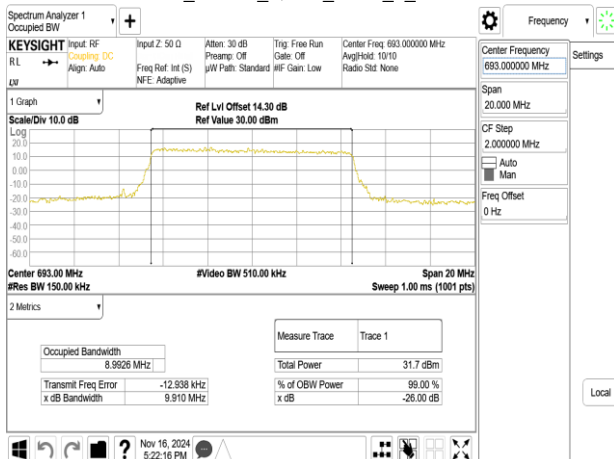 Spectrum Analyzer 1
Occupied BW
+
Frequency
KEYSIGHT
RL
Input: RF
Coupling: DC
Align: Auto
Input Z: 50 Ω
Freq Ref: Int (S)
NFE: Adaptive
Atten: 30 dB
Preamp: Off
µW Path: Standard
Trig: Free Run
Gate: Off
#IF Gain: Low
Center Freq: 693.000000 MHz
Avg|Hold: 10/10
Radio Std: None
Center Frequency
693.000000 MHz
Settings
Span
20.000 MHz
CF Step
2.000000 MHz
Auto
Man
Freq Offset
0 Hz
1 Graph
Scale/Div 10.0 dB
Ref Lvl Offset 14.30 dB
Ref Value 30.00 dBm
Log
20.0
10.0
0.00
-10.0
-20.0
-30.0
-40.0
-50.0
-60.0
Center 693.00 MHz
#Video BW 510.00 kHz
Span 20 MHz
#Res BW 150.00 kHz
Sweep 1.00 ms (1001 pts)
2 Metrics
Measure Trace
Trace 1
Occupied Bandwidth
8.9926 MHz
Total Power
31.7 dBm
Transmit Freq Error
-12.938 kHz
% of OBW Power
99.00 %
x dB Bandwidth
9.910 MHz
x dB
-26.00 dB
Local
?
Nov 16, 2024
5:22:16 PM